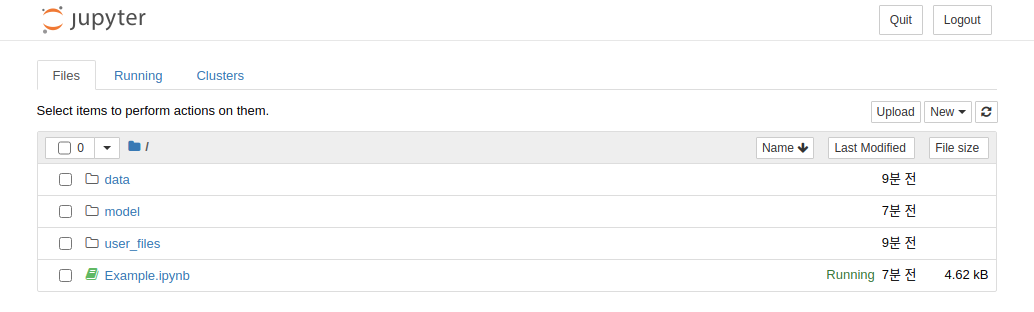 jupyter Quit Logout
Files Running Clusters
Select items to perform actions on them. Upload New
0 / Name Last Modified File size
data 9분 전
model 7분 전
user_files 9분 전
Example.ipynb Running 7분 전 4.62 kB